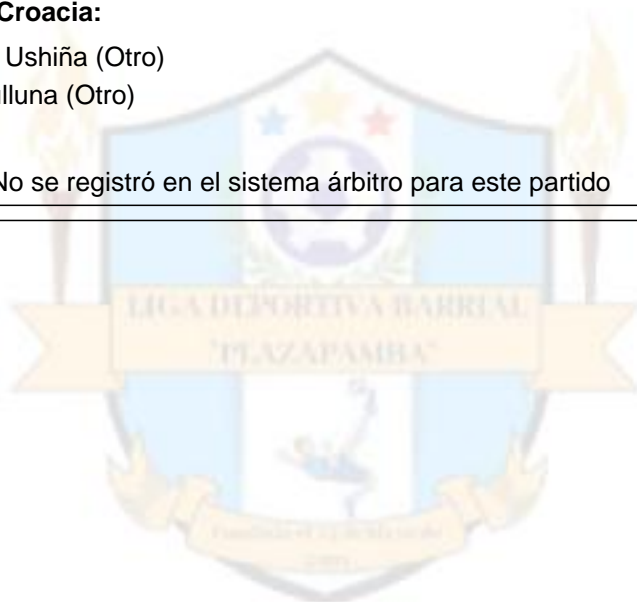 Croacia:
Ushiña (Otro)
lluna (Otro)
No se registró en el sistema árbitro para este partido
LIGA DEPORTIVA BARRIAL
"PLAZAPAMBA"